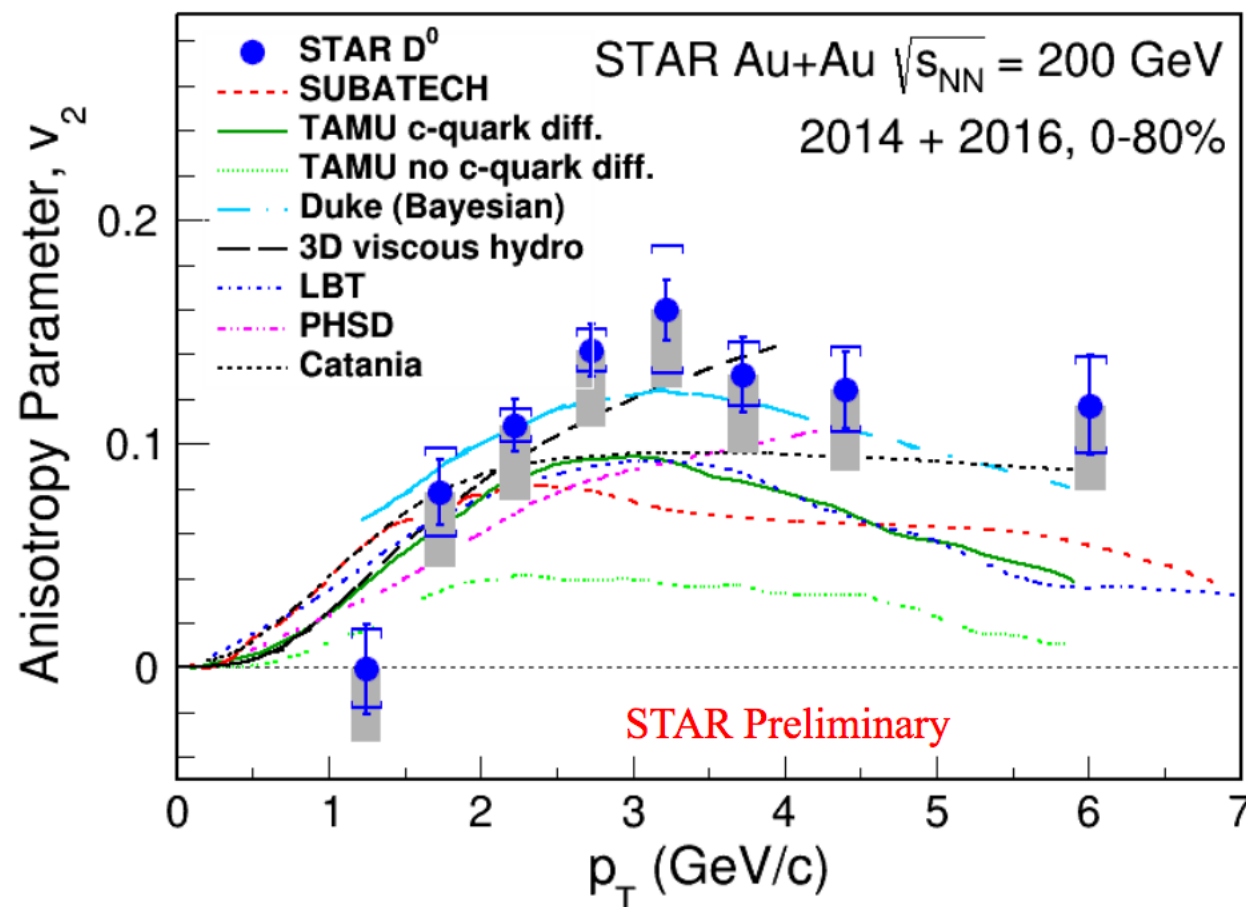 STAR D⁰
SUBATECH
TAMU c-quark diff.
TAMU no c-quark diff.
Duke (Bayesian)
3D viscous hydro
LBT
PHSD
Catania
STAR Au+Au √s_NN = 200 GeV
2014 + 2016, 0-80%
Anisotropy Parameter, v₂
0.2
0.1
0
STAR Preliminary
0 1 2 3 4 5 6 7
p_T (GeV/c)